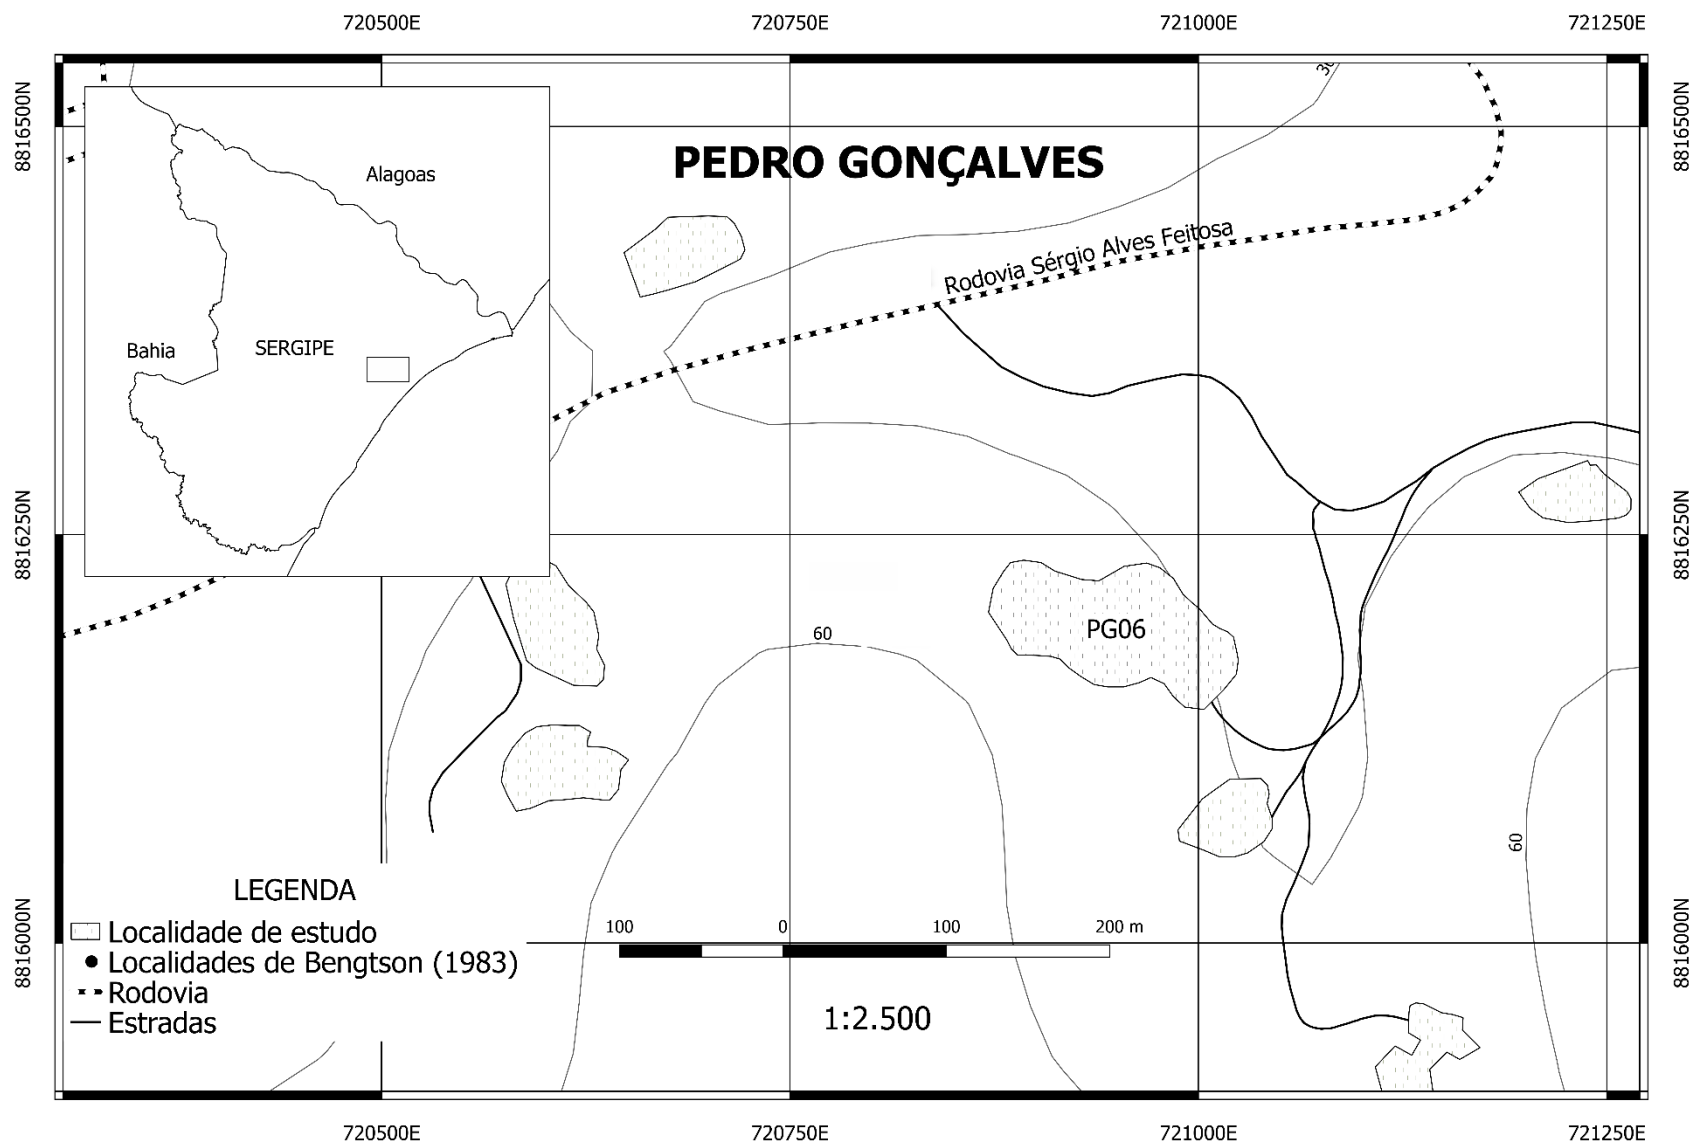 720500E 720750E 721000E 721250E
8816500N 8816500N
30
PEDRO GONÇALVES
Alagoas
Rodovia Sérgio Alves Feitosa
Bahia
SERGIPE
8816250N 8816250N
PG06
60
60
LEGENDA
Localidade de estudo
Localidades de Bengtson (1983)
Rodovia
Estradas
100 0 100 200 m
8816000N 8816000N
1:2.500
720500E 720750E 721000E 721250E